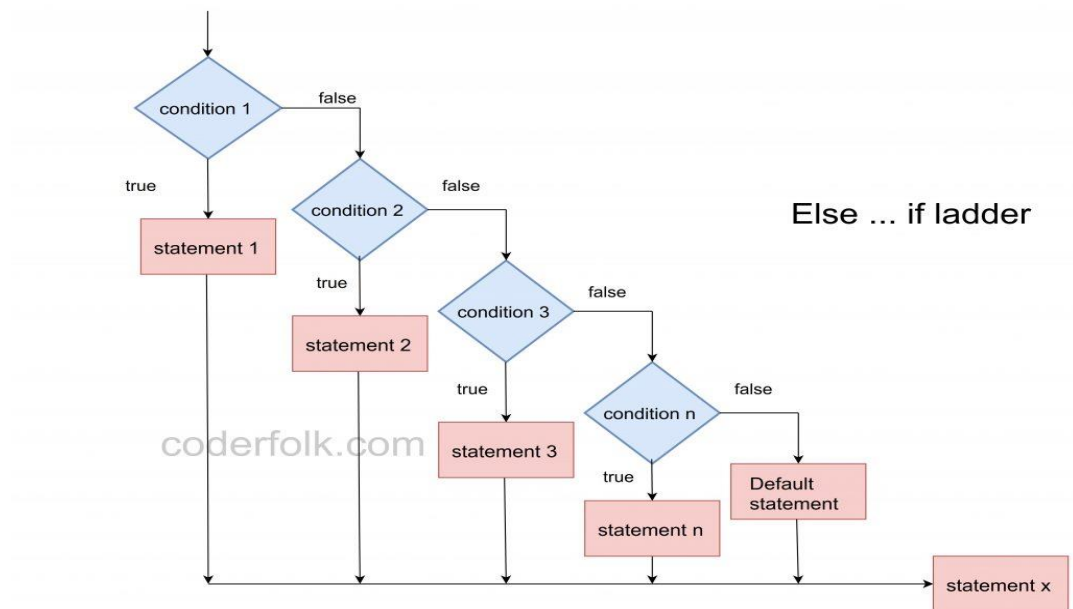 condition 1
false
true
condition 2
false
Else ... if ladder
statement 1
true
condition 3
false
statement 2
true
condition n
false
coderfolk.com
statement 3
true
Default
statement
statement n
statement x